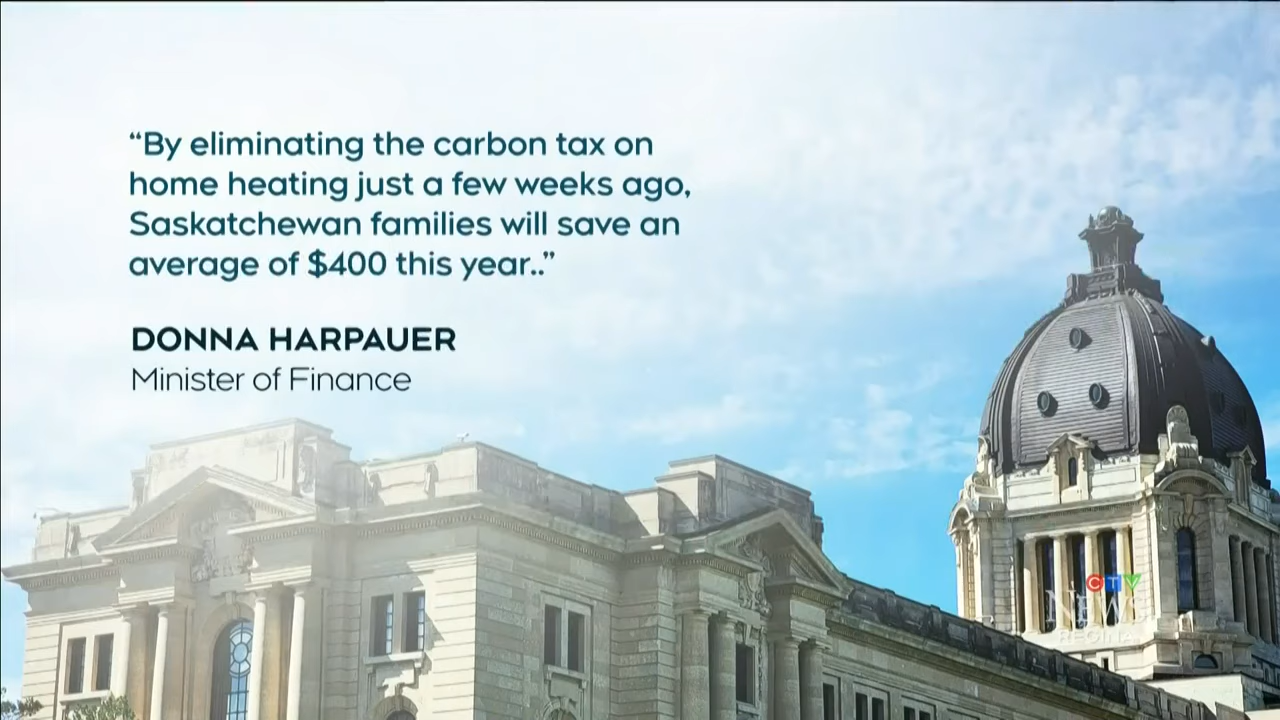 “By eliminating the carbon tax on
home heating just a few weeks ago,
Saskatchewan families will save an
average of $400 this year..”
DONNA HARPAUER
Minister of Finance
CTV
NEWS
REGINA